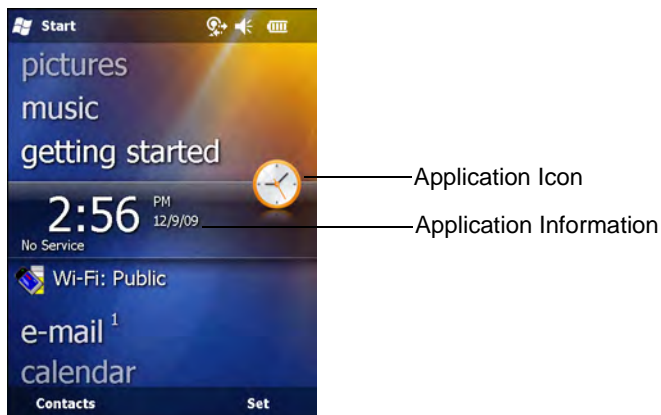 Start
pictures
music
getting started
Application Icon
2:56 PM
12/9/09
Application Information
No Service
Wi-Fi: Public
e-mail 1
calendar
Contacts Set